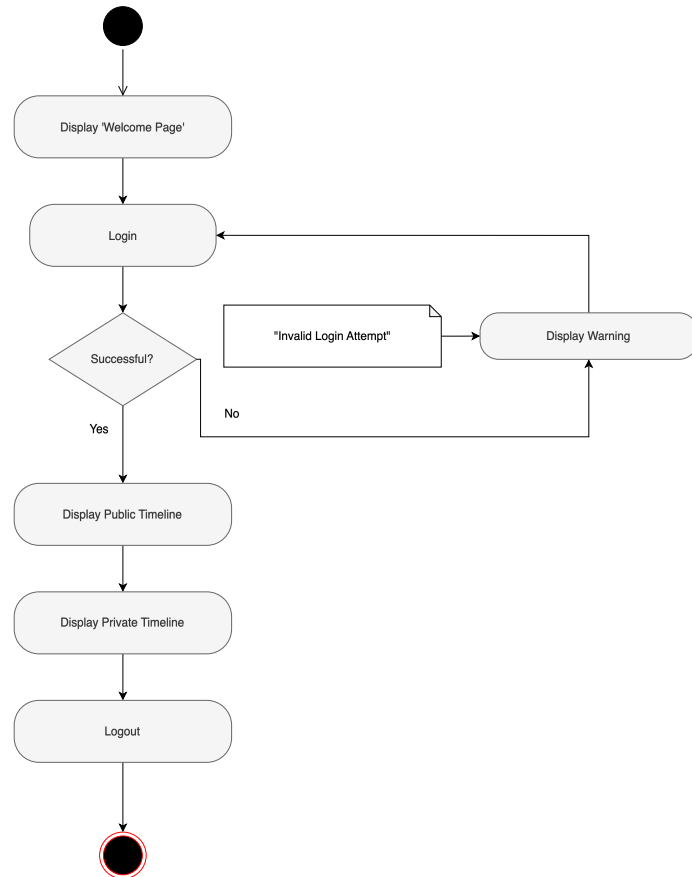 Display 'Welcome Page'
Login
"Invalid Login Attempt"
Display Warning
Successful?
No
Yes
Display Public Timeline
Display Private Timeline
Logout